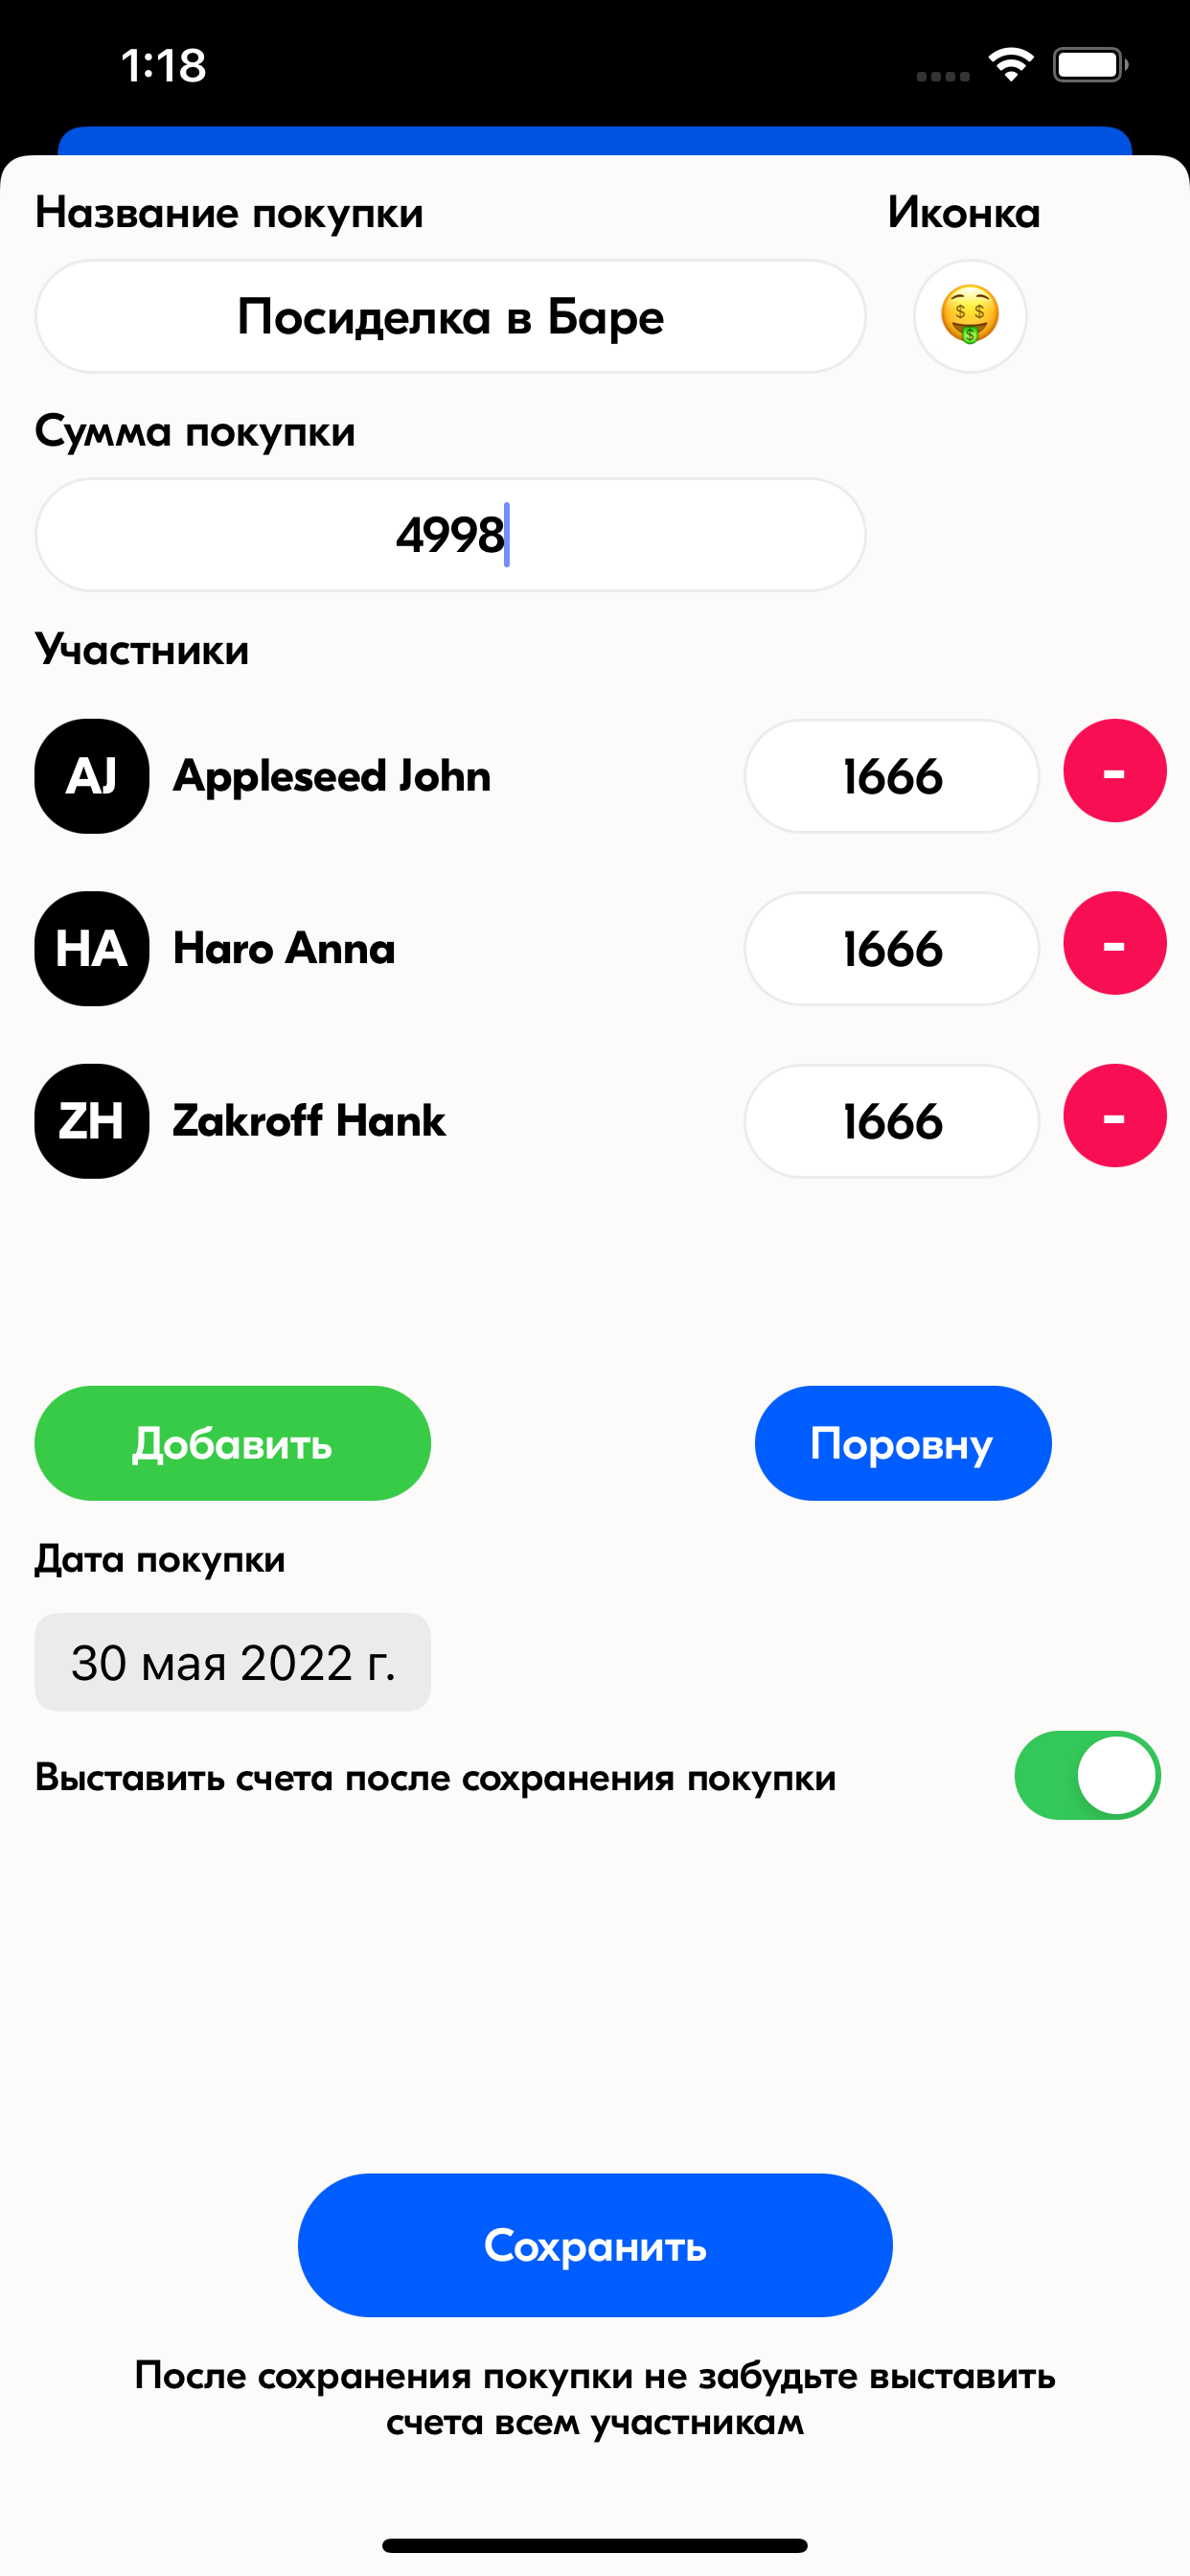 1:18
Название покупки
Иконка
Посиделка в Баре
Сумма покупки
4998
Участники
AJ Appleseed John 1666 -
HA Haro Anna 1666 -
ZH Zakroff Hank 1666 -
Добавить
Поровну
Дата покупки
30 мая 2022 г.
Выставить счета после сохранения покупки
Сохранить
После сохранения покупки не забудьте выставить
счета всем участникам